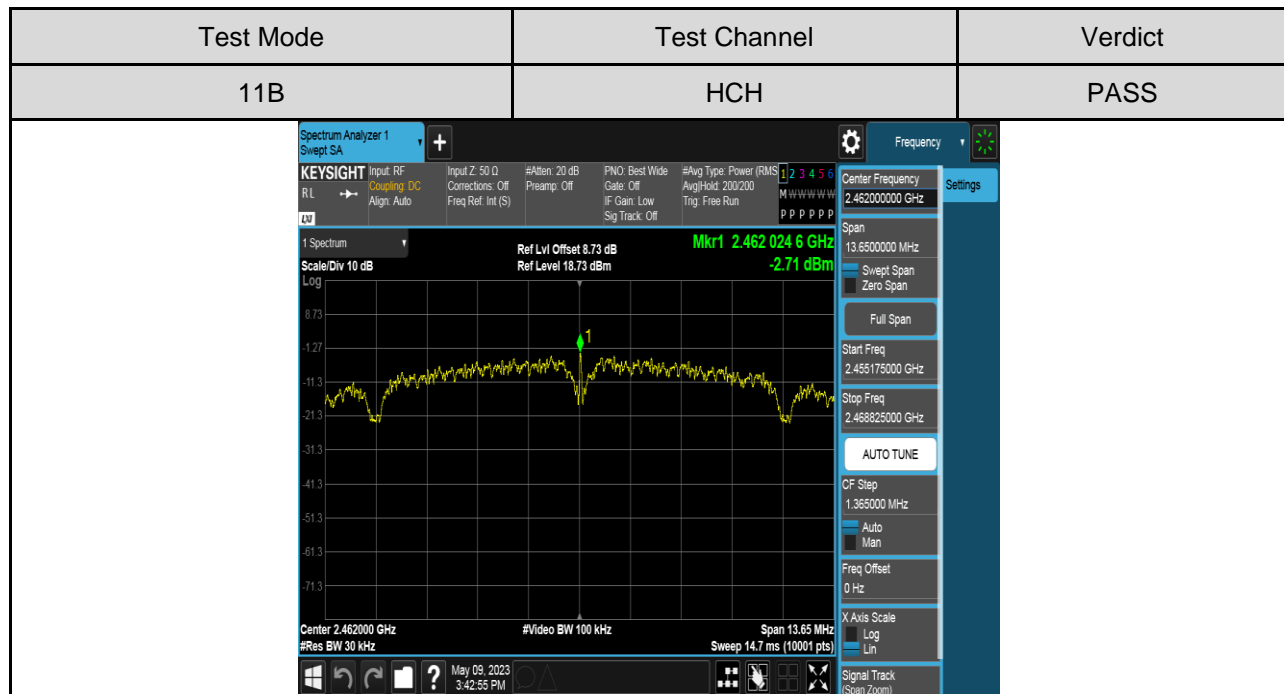 Test Mode Test Channel Verdict
11B HCH PASS
Spectrum Analyzer 1
Swept SA
+
Frequency
KEYSIGHT
RL
LXI
Input: RF
Coupling: DC
Align: Auto
Input Z: 50 Ω
Corrections: Off
Freq Ref: Int (S)
#Atten: 20 dB
Preamp: Off
PNO: Best Wide
Gate: Off
IF Gain: Low
Sig Track: Off
#Avg Type: Power (RMS
Avg|Hold: 200/200
Trig: Free Run
1 2 3 4 5 6
M W W W W W
P P P P P P
1 Spectrum
Scale/Div 10 dB
Ref Lvl Offset 8.73 dB
Ref Level 18.73 dBm
Mkr1 2.462 024 6 GHz
-2.71 dBm
Log
8.73
-1.27
-11.3
-21.3
-31.3
-41.3
-51.3
-61.3
-71.3
1
Center 2.462000 GHz
#Res BW 30 kHz
#Video BW 100 kHz
Span 13.65 MHz
Sweep 14.7 ms (10001 pts)
?
May 09, 2023
3:42:55 PM
Center Frequency
2.462000000 GHz
Settings
Span
13.6500000 MHz
Swept Span
Zero Span
Full Span
Start Freq
2.455175000 GHz
Stop Freq
2.468825000 GHz
AUTO TUNE
CF Step
1.365000 MHz
Auto
Man
Freq Offset
0 Hz
X Axis Scale
Log
Lin
Signal Track
(Span Zoom)